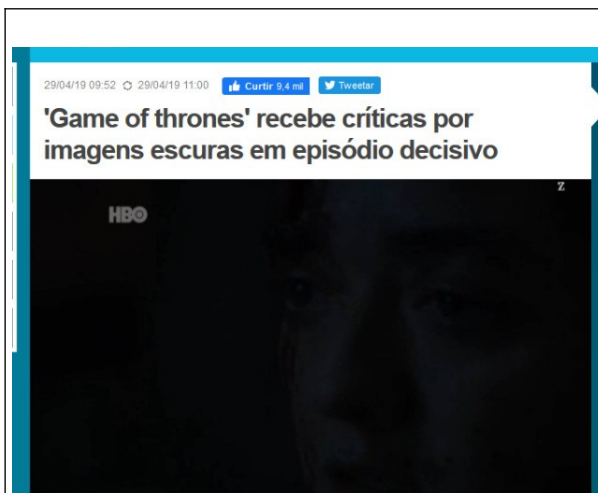 29/04/19 09:52 29/04/19 11:00 Curtir 9,4 mil Tweetar
'Game of thrones' recebe críticas por
imagens escuras em episódio decisivo
Z
HBO